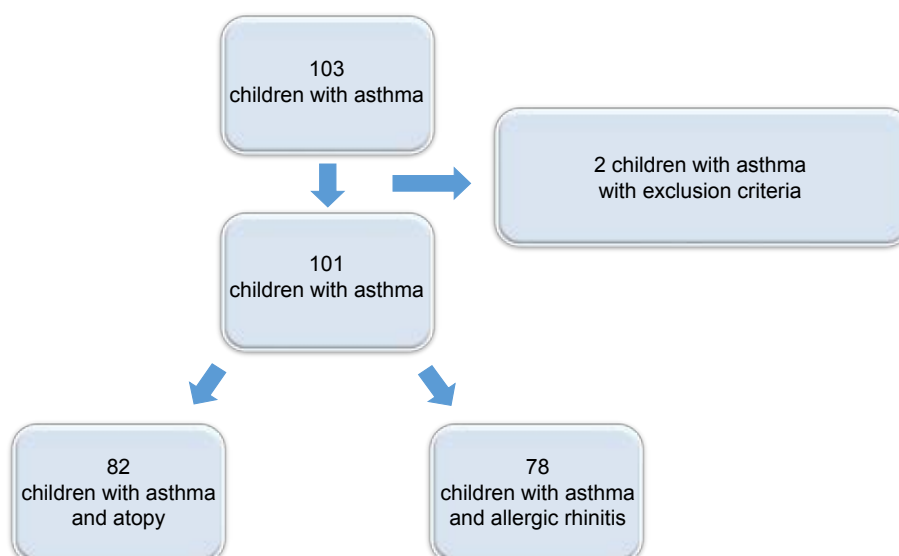 103
children with asthma
2 children with asthma
with exclusion criteria
101
children with asthma
82
children with asthma
and atopy
78
children with asthma
and allergic rhinitis